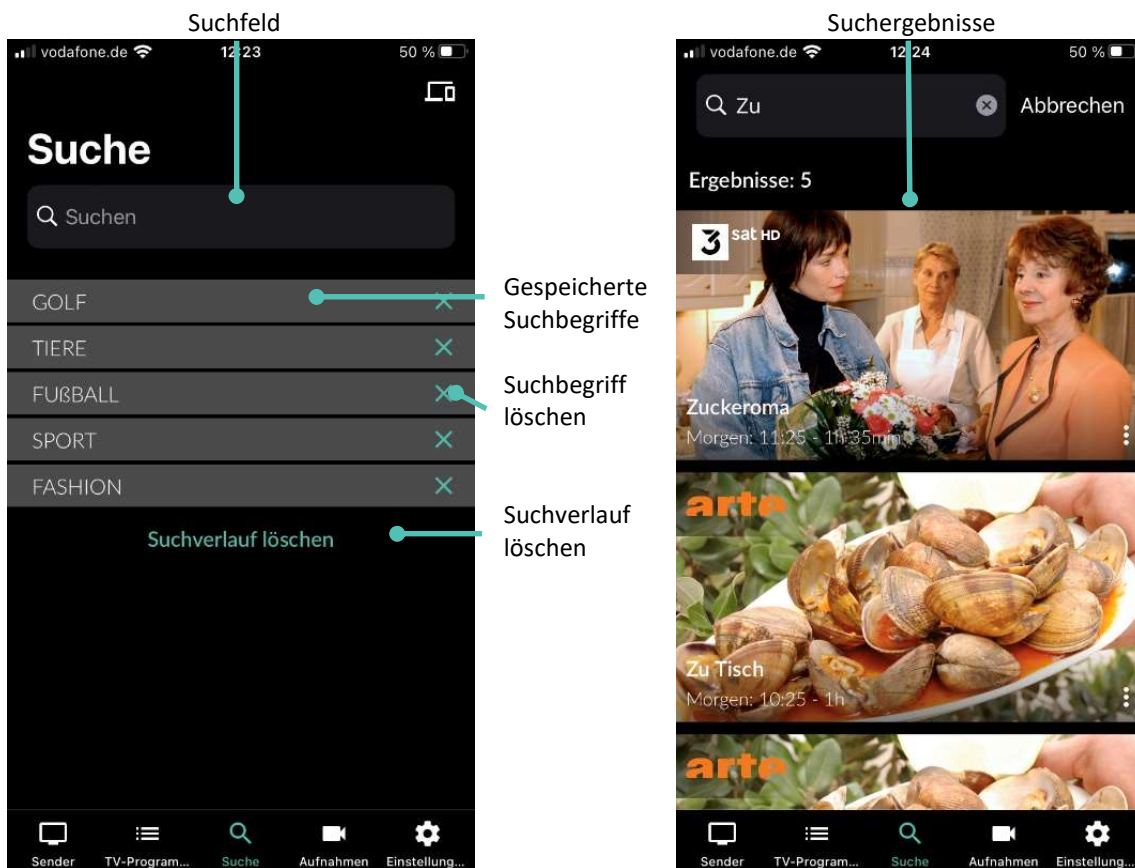 Suchfeld
vodafone.de 12:23 50 %
Suche
Suchen
GOLF
TIERE
FUßBALL
SPORT
FASHION
Suchverlauf löschen
Sender TV-Program... Suche Aufnahmen Einstellung...
Gespeicherte
Suchbegriffe
Suchbegriff
löschen
Suchverlauf
löschen
Suchergebnisse
vodafone.de 12:24 50 %
Zu Abbrechen
Ergebnisse: 5
3 sat HD
Zuckeroma
Morgen: 11:25 - 1h 35min
arte
Zu Tisch
Morgen: 10:25 - 1h
arte
Sender TV-Program... Suche Aufnahmen Einstellung...